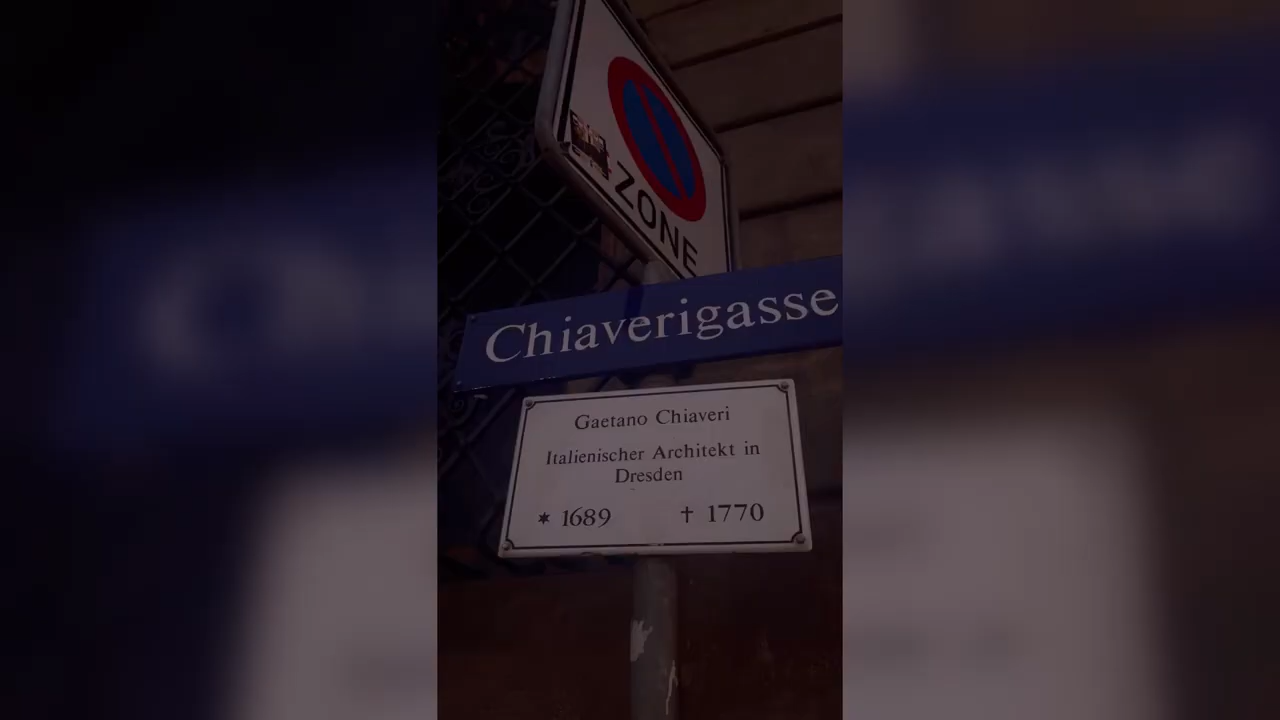 ZONE
Chiaverigasse
Gaetano Chiaveri
Italienischer Architekt in
Dresden
* 1689 † 1770